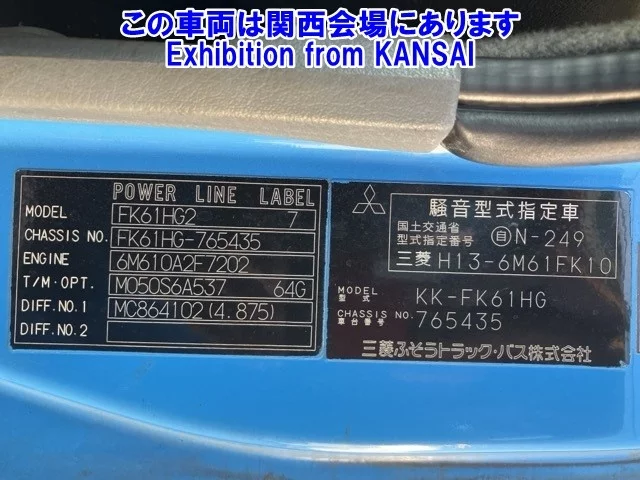 この車両は関西会場にあります
Exhibition from KANSAI
POWER LINE LABEL
MODEL FK61HG2 7
CHASSIS NO. FK61HG-765435
ENGINE 6M610A2F7202
T/M・OPT. M050S6A537 64G
DIFF.NO.1 MC864102(4.875)
DIFF.NO.2
騒音型式指定車
国土交通省
型式指定番号 自N-249
三菱 H13-6M61FK10
MODEL
型式 KK-FK61HG
CHASSIS NO.
車台番号 765435
三菱ふそうトラック・バス株式会社